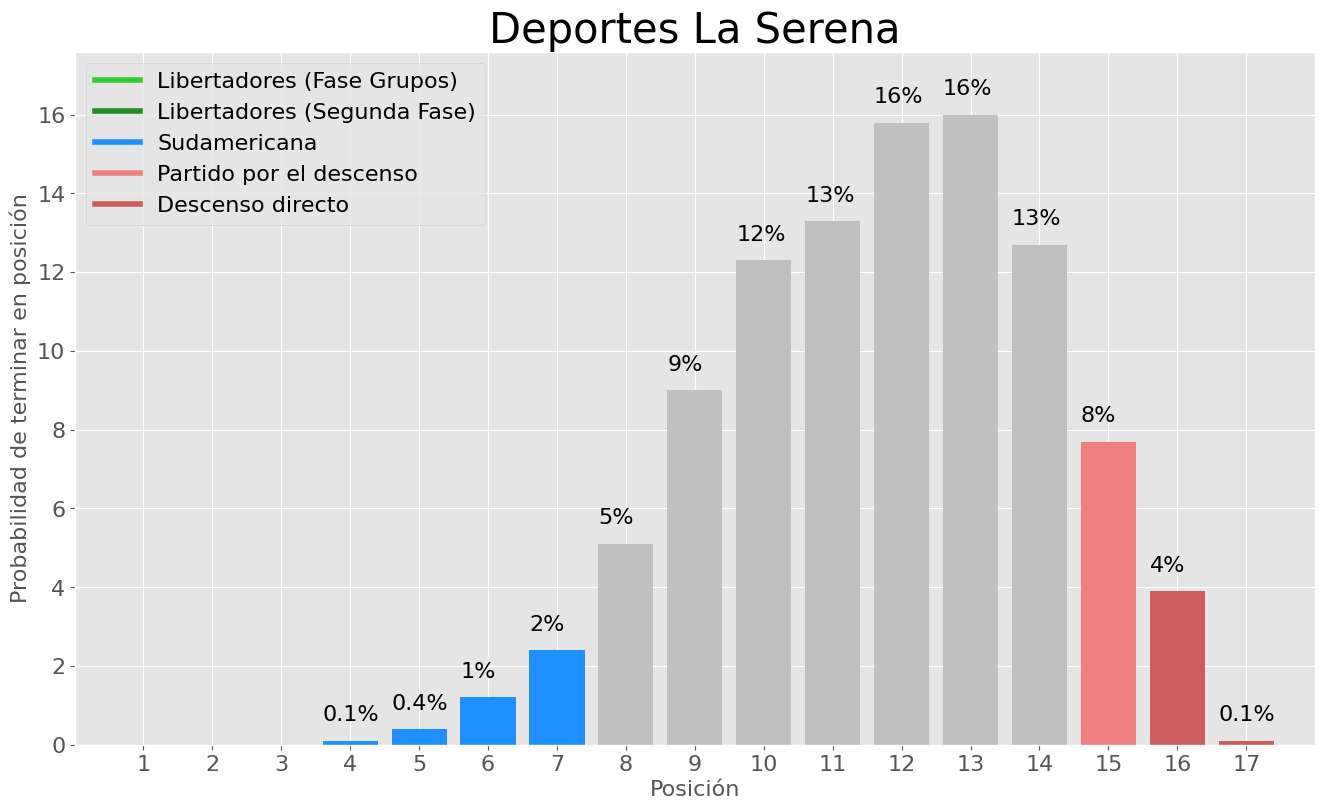 Deportes La Serena
Libertadores (Fase Grupos)
Libertadores (Segunda Fase)
Sudamericana
Partido por el descenso
Descenso directo
Probabilidad de terminar en posición
16
14
12
10
8
6
4
2
0
0.1%
0.4%
1%
2%
5%
9%
12%
13%
16%
16%
13%
8%
4%
0.1%
1 2 3 4 5 6 7 8 9 10 11 12 13 14 15 16 17
Posición